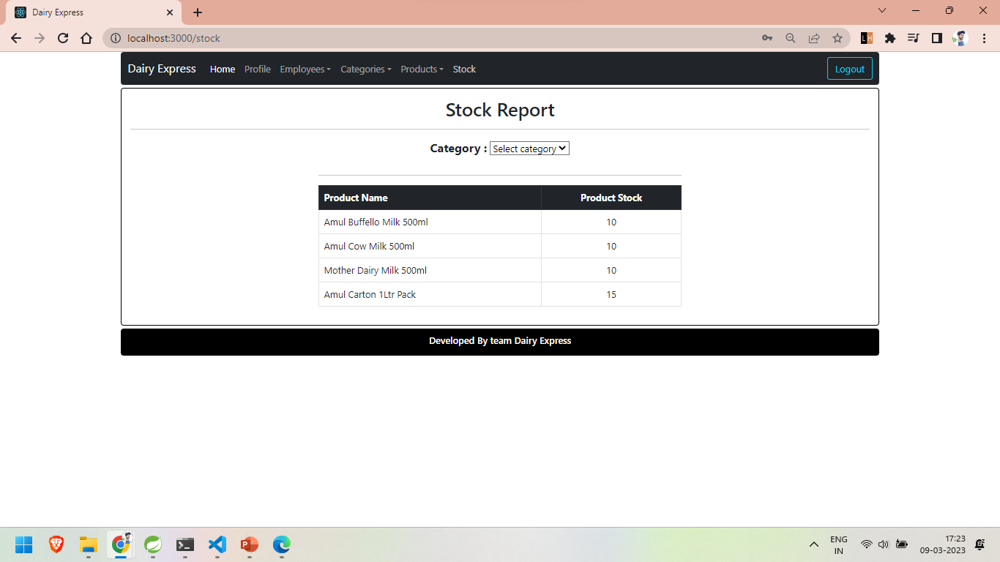 Dairy Express
localhost:3000/stock
Dairy Express Home Profile Employees Categories Products Stock Logout
Stock Report
Category : Select category
Product Name Product Stock
Amul Buffello Milk 500ml 10
Amul Cow Milk 500ml 10
Mother Dairy Milk 500ml 10
Amul Carton 1Ltr Pack 15
Developed By team Dairy Express
ENG 17:23
IN 09-03-2023